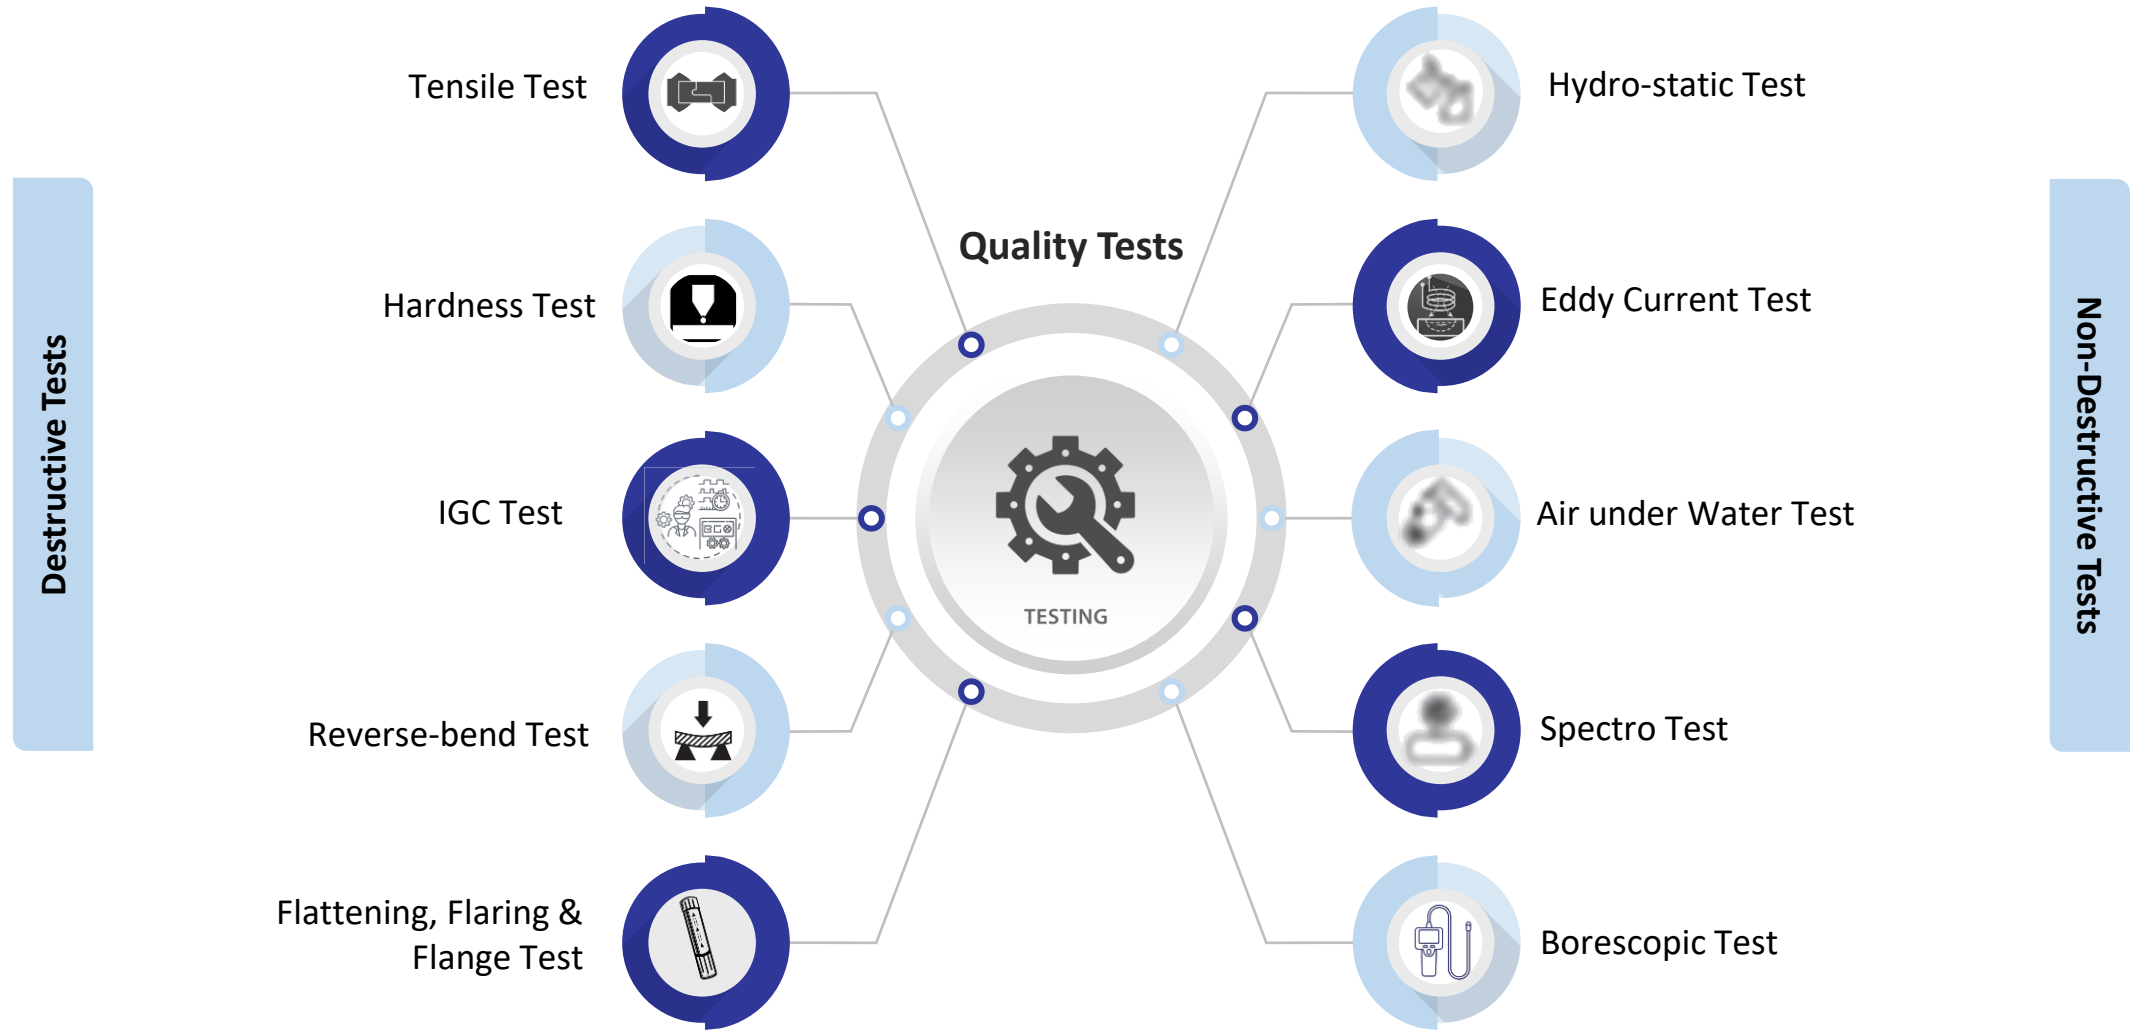 Quality Tests
Destructive Tests
Tensile Test
Hardness Test
IGC Test
Reverse-bend Test
Flattening, Flaring &
Flange Test
TESTING
Non-Destructive Tests
Hydro-static Test
Eddy Current Test
Air under Water Test
Spectro Test
Borescopic Test